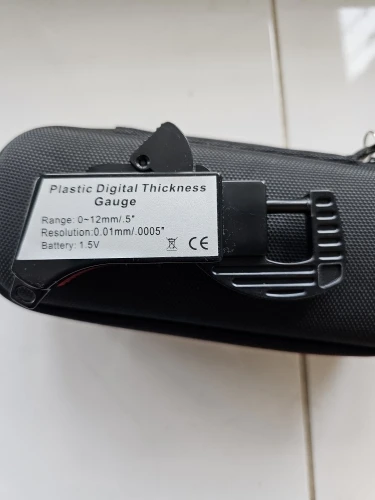 Plastic Digital Thickness
Gauge
Range: 0~12mm/.5"
Resolution:0.01mm/.0005"
Battery: 1.5V
CE